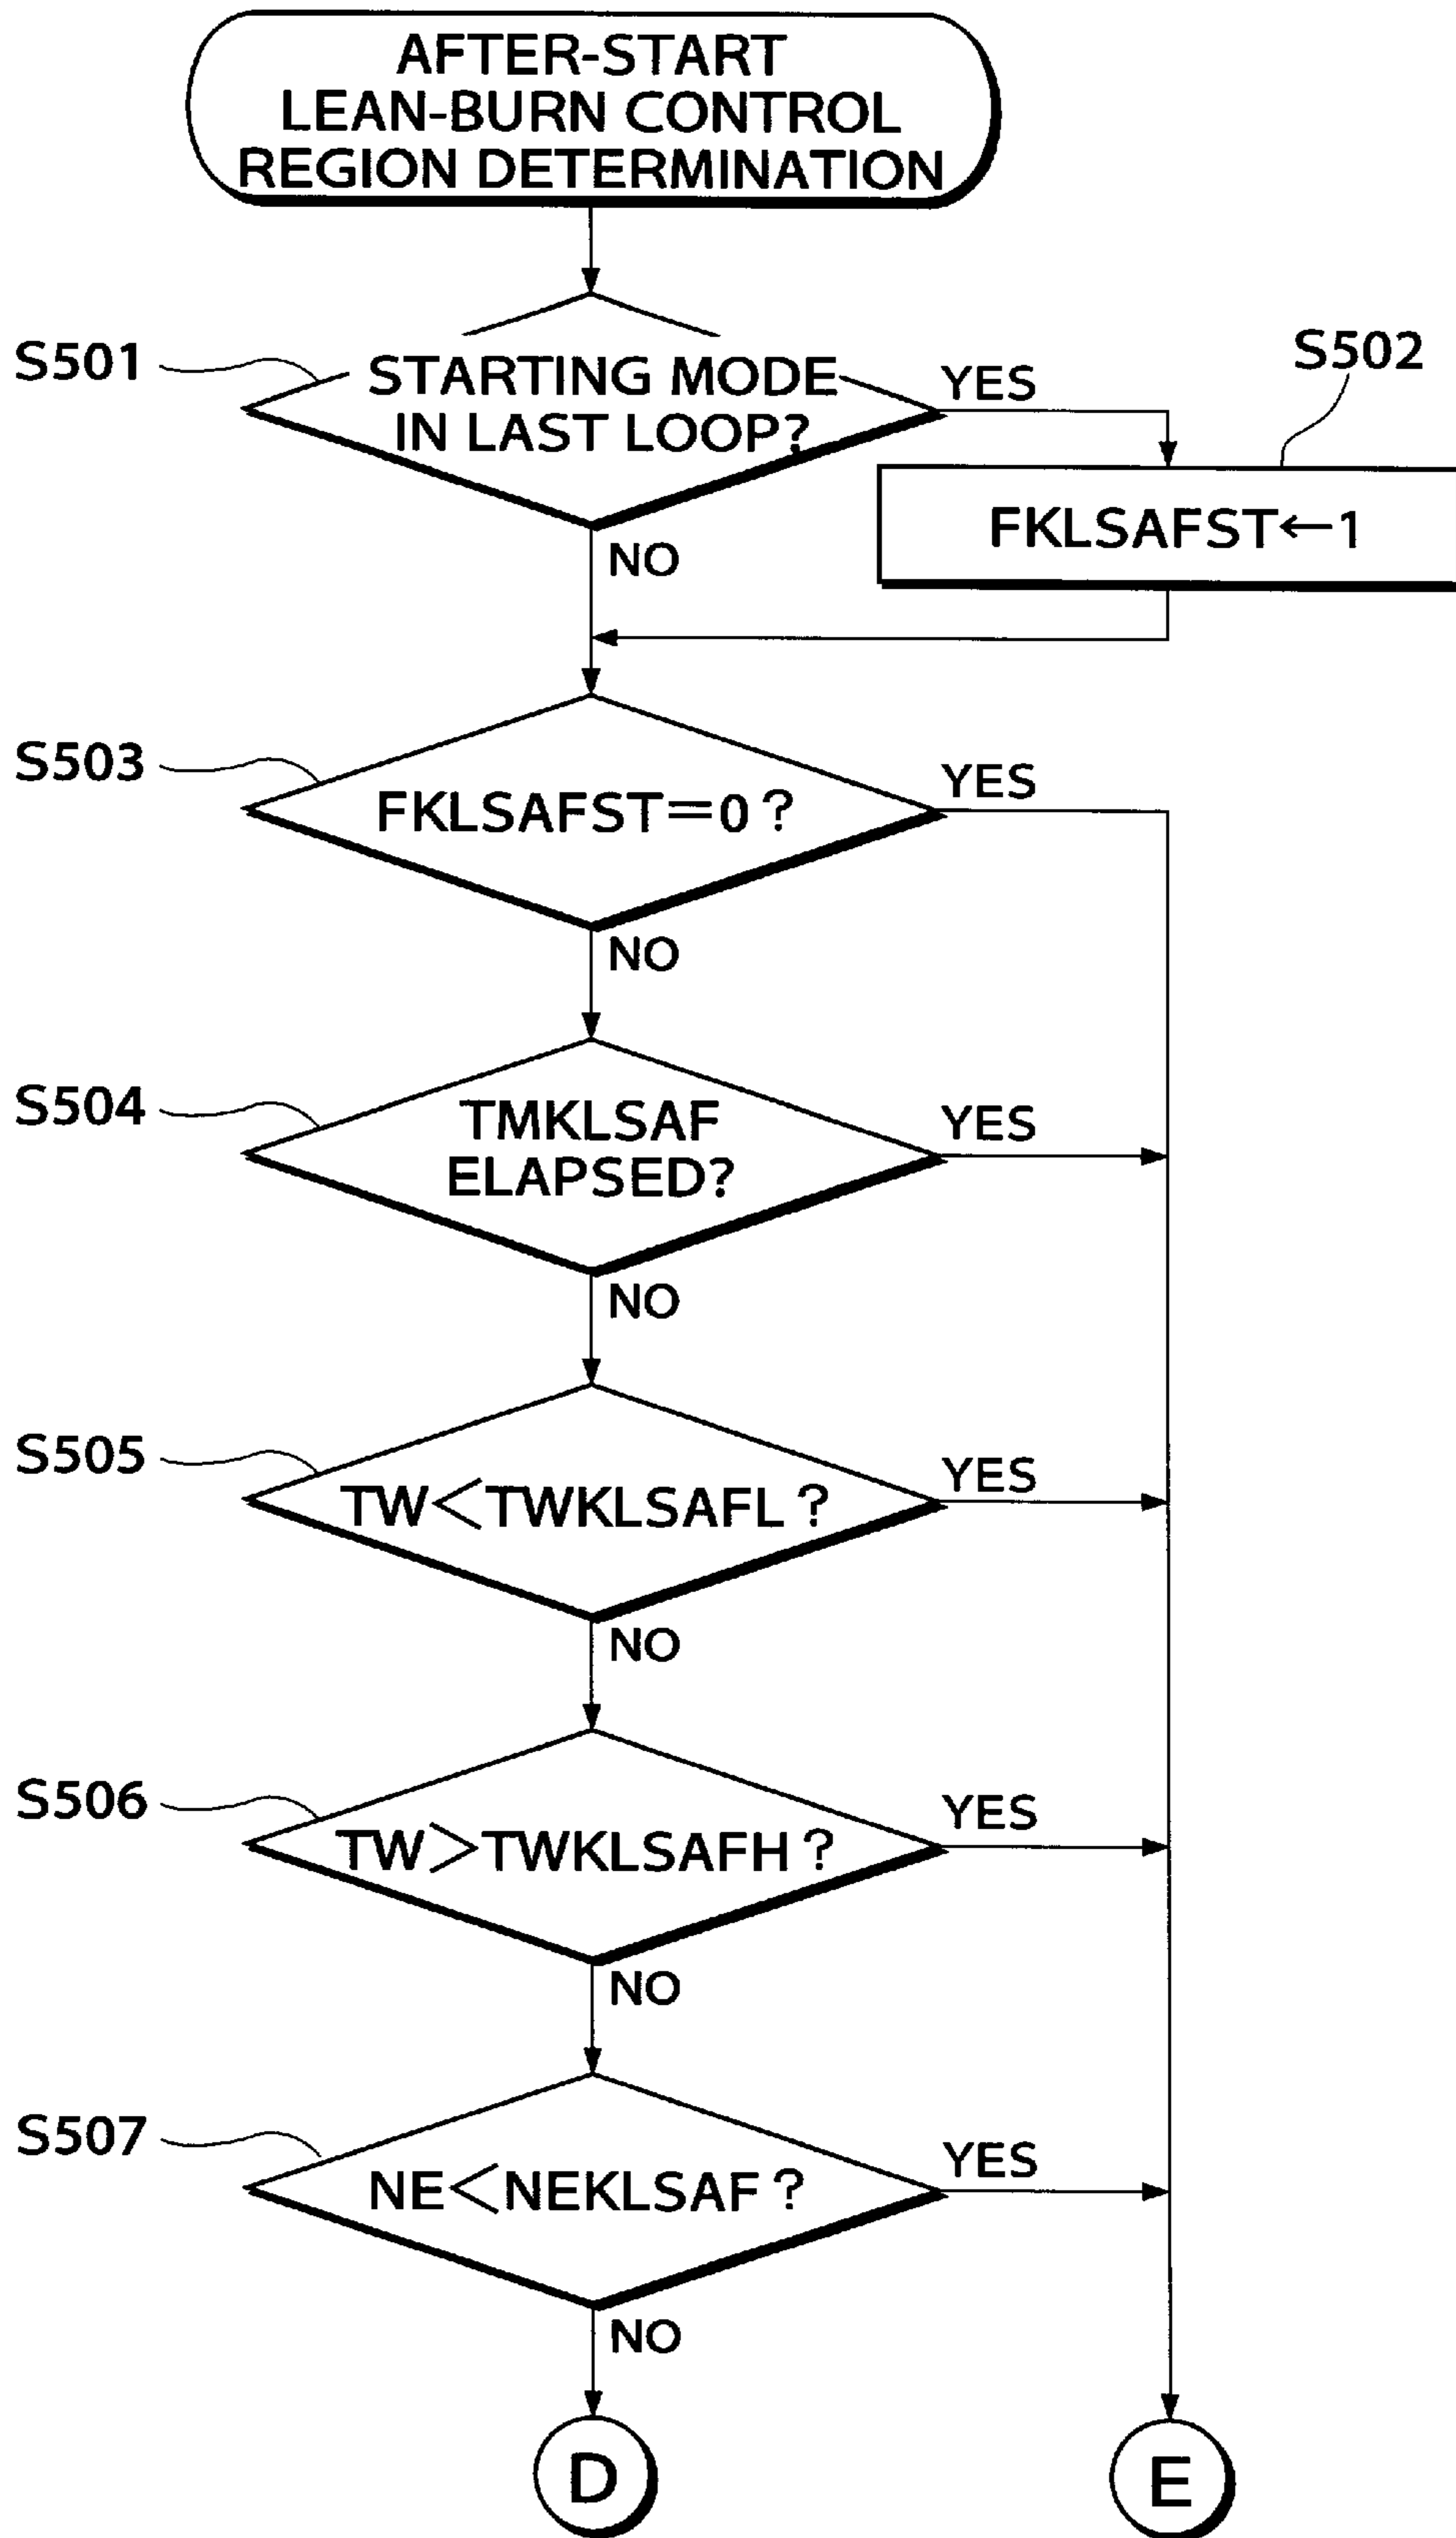 AFTER-START
LEAN-BURN CONTROL
REGION DETERMINATION
S501
STARTING MODE
IN LAST LOOP?
YES
S502
FKLSAFST←1
NO
S503
FKLSAFST=0?
YES
NO
S504
TMKLSAF
ELAPSED?
YES
NO
S505
TW<TWKLSAFL?
YES
NO
S506
TW>TWKLSAFH?
YES
NO
S507
NE<NEKLSAF?
YES
NO
D
E